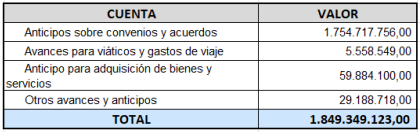 CUENTA VALOR
Anticipos sobre convenios y acuerdos 1.754.717.756,00
Avances para viáticos y gastos de viaje 5.558.549,00
Anticipo para adquisición de bienes y
servicios 59.884.100,00
Otros avances y anticipos 29.188.718,00
TOTAL 1.849.349.123,00